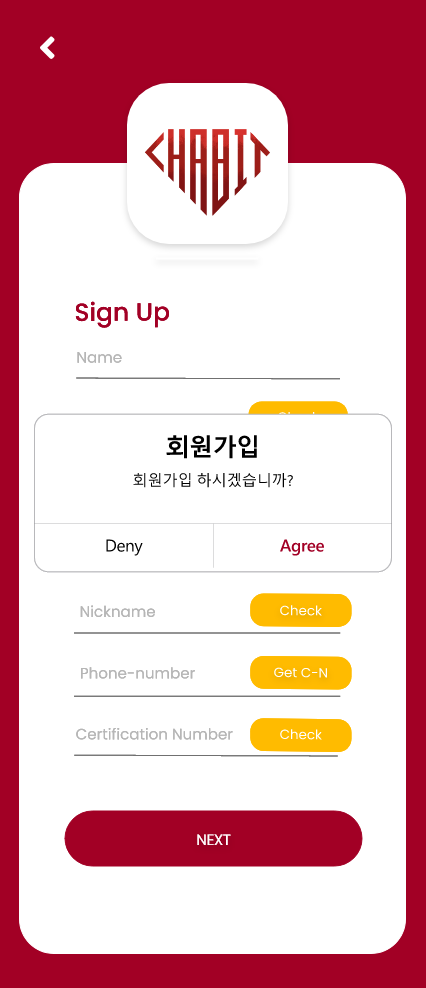 CHABIT
Sign Up
Name
회원가입
회원가입 하시겠습니까?
Deny
Agree
Nickname
Check
Phone-number
Get C-N
Certification Number
Check
NEXT